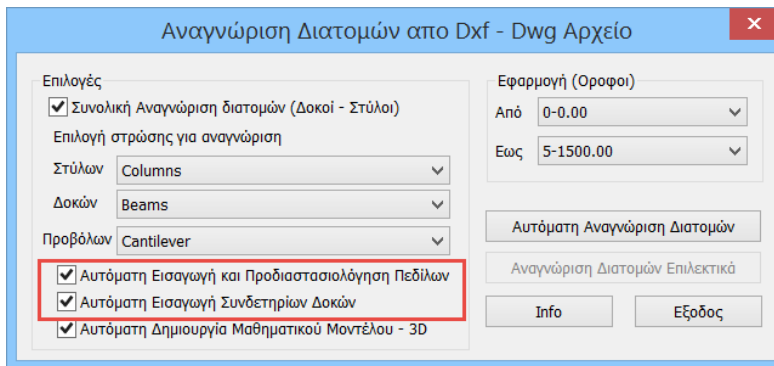 Αναγνώριση Διατομών απο Dxf - Dwg Αρχείο
Επιλογές
Συνολική Αναγνώριση διατομών (Δοκοί - Στύλοι)
Επιλογή στρώσης για αναγνώριση
Στύλων Columns
Δοκών Beams
Προβόλων Cantilever
Αυτόματη Εισαγωγή και Προδιαστασιολόγηση Πεδίλων
Αυτόματη Εισαγωγή Συνδετηρίων Δοκών
Αυτόματη Δημιουργία Μαθηματικού Μοντέλου - 3D
Εφαρμογή (Οροφοι)
Από 0-0.00
Εως 5-1500.00
Αυτόματη Αναγνώριση Διατομών
Αναγνώριση Διατομών Επιλεκτικά
Info Εξοδος